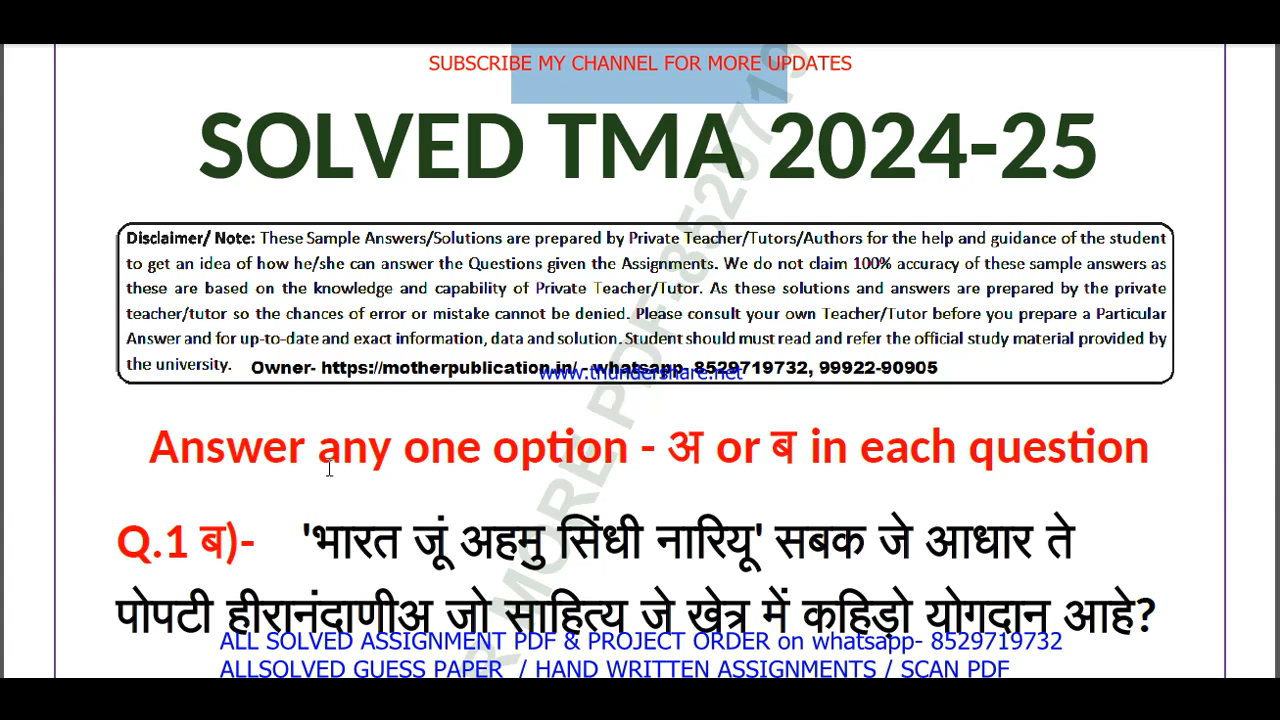 SUBSCRIBE MY CHANNEL FOR MORE UPDATES
SOLVED TMA 2024-25
Disclaimer/ Note: These Sample Answers/Solutions are prepared by Private Teacher/Tutors/Authors for the help and guidance of the student
to get an idea of how he/she can answer the Questions given the Assignments. We do not claim 100% accuracy of these sample answers as
these are based on the knowledge and capability of Private Teacher/Tutor. As these solutions and answers are prepared by the private
teacher/tutor so the chances of error or mistake cannot be denied. Please consult your own Teacher/Tutor before you prepare a Particular
Answer and for up-to-date and exact information, data and solution. Student should must read and refer the official study material provided by
the university. Owner- https://motherpublication.in/ - whatsapp- 8529719732, 99922-90905
www.thundershare.net
Answer any one option - अ or ब in each question
Q.1 ब)- 'भारत जूं अहमु सिंधी नारियू' सबक जे आधार ते
पोपटी हीरानंदाणीअ जो साहित्य जे खेत्र में कहिड़ो योगदान आहे?
ALL SOLVED ASSIGNMENT PDF & PROJECT ORDER on whatsapp- 8529719732
ALLSOLVED GUESS PAPER / HAND WRITTEN ASSIGNMENTS / SCAN PDF